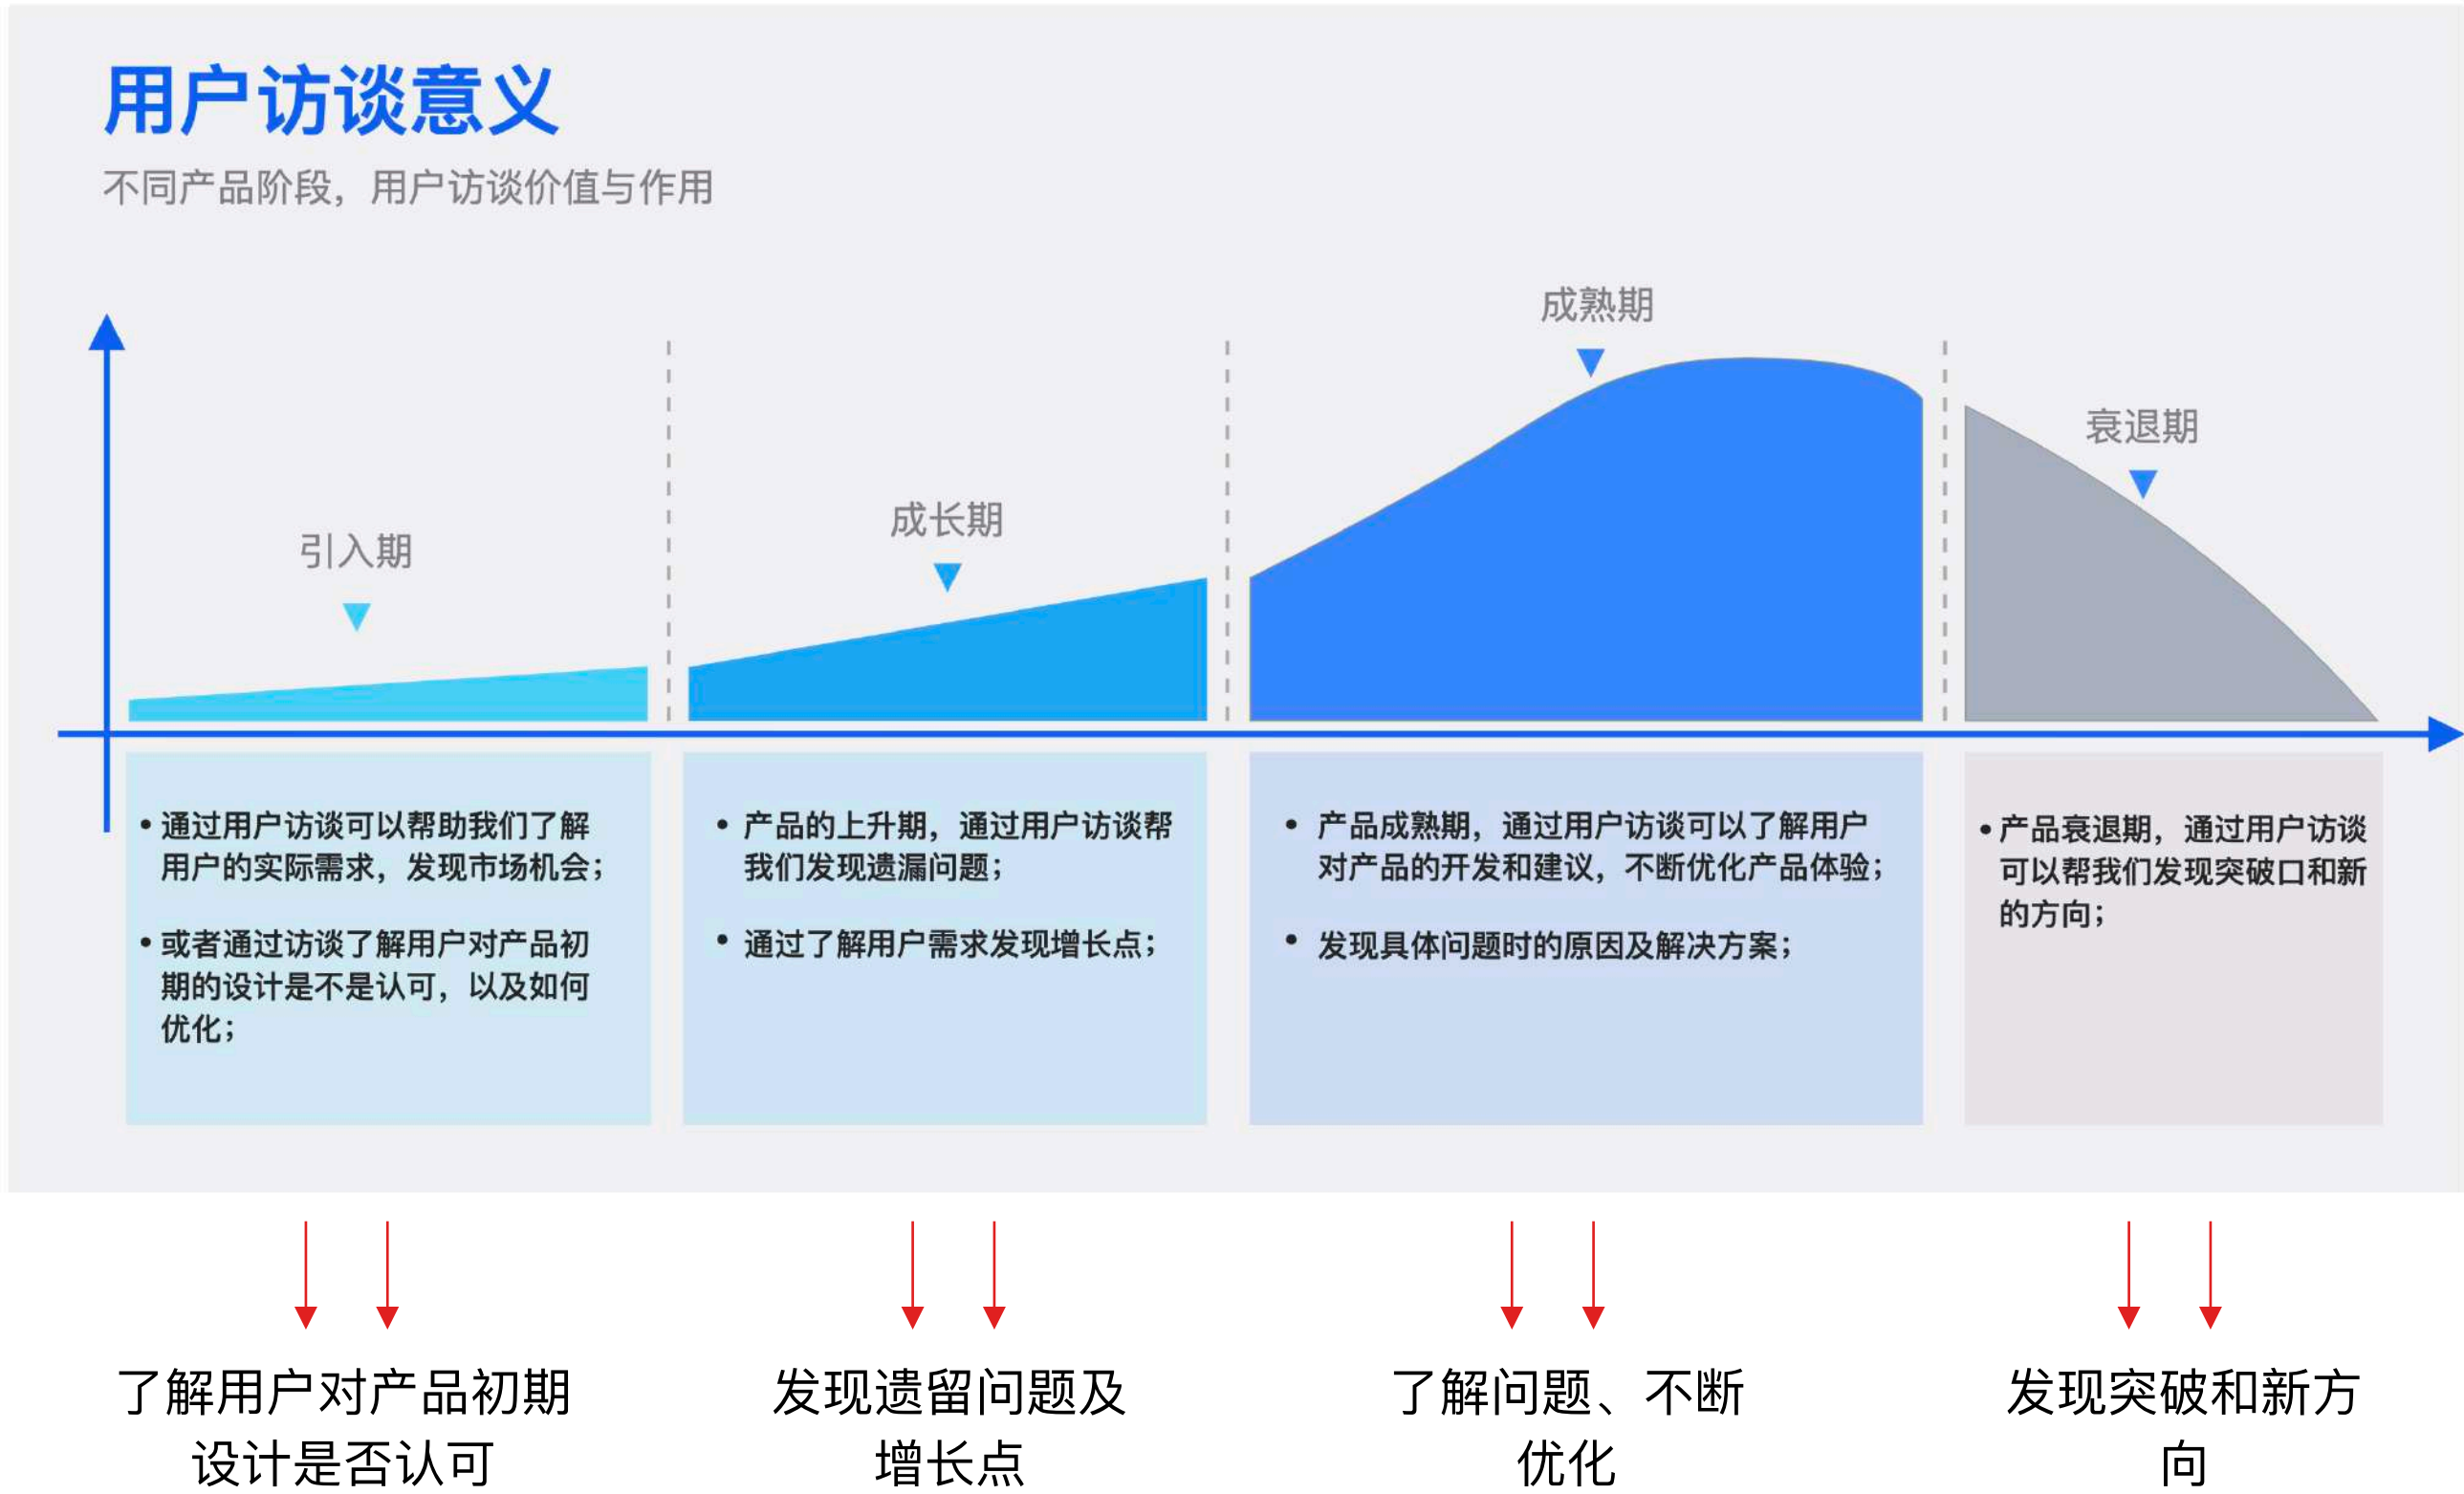 用户访谈意义
不同产品阶段，用户访谈价值与作用
引入期
成长期
成熟期
衰退期
• 通过用户访谈可以帮助我们了解
用户的实际需求，发现市场机会；
• 或者通过访谈了解用户对产品初
期的设计是不是认可，以及如何
优化；
• 产品的上升期，通过用户访谈帮
我们发现遗漏问题；
• 通过了解用户需求发现增长点；
• 产品成熟期，通过用户访谈可以了解用户
对产品的开发和建议，不断优化产品体验；
• 发现具体问题时的原因及解决方案；
• 产品衰退期，通过用户访谈
可以帮我们发现突破口和新
的方向；
了解用户对产品初期
设计是否认可
发现遗留问题及
增长点
了解问题、不断
优化
发现突破和新方
向